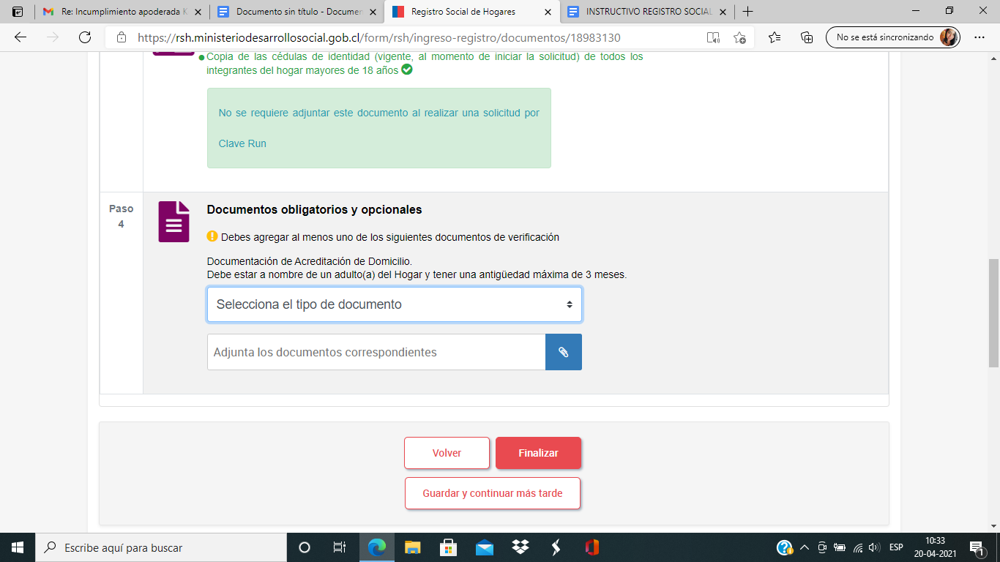 Re: Incumplimiento apoderada K
Documento sin título - Documen
Registro Social de Hogares
INSTRUCTIVO REGISTRO SOCIAL
https://rsh.ministeriodesarrollosocial.gob.cl/form/rsh/ingreso-registro/documentos/18983130
No se está sincronizando
Copia de las cédulas de identidad (vigente, al momento de iniciar la solicitud) de todos los
integrantes del hogar mayores de 18 años
No se requiere adjuntar este documento al realizar una solicitud por
Clave Run
Paso
4
Documentos obligatorios y opcionales
Debes agregar al menos uno de los siguientes documentos de verificación
Documentación de Acreditación de Domicilio.
Debe estar a nombre de un adulto(a) del Hogar y tener una antigüedad máxima de 3 meses.
Selecciona el tipo de documento
Adjunta los documentos correspondientes
Volver
Finalizar
Guardar y continuar más tarde
Escribe aquí para buscar
ESP
10:33
20-04-2021
1